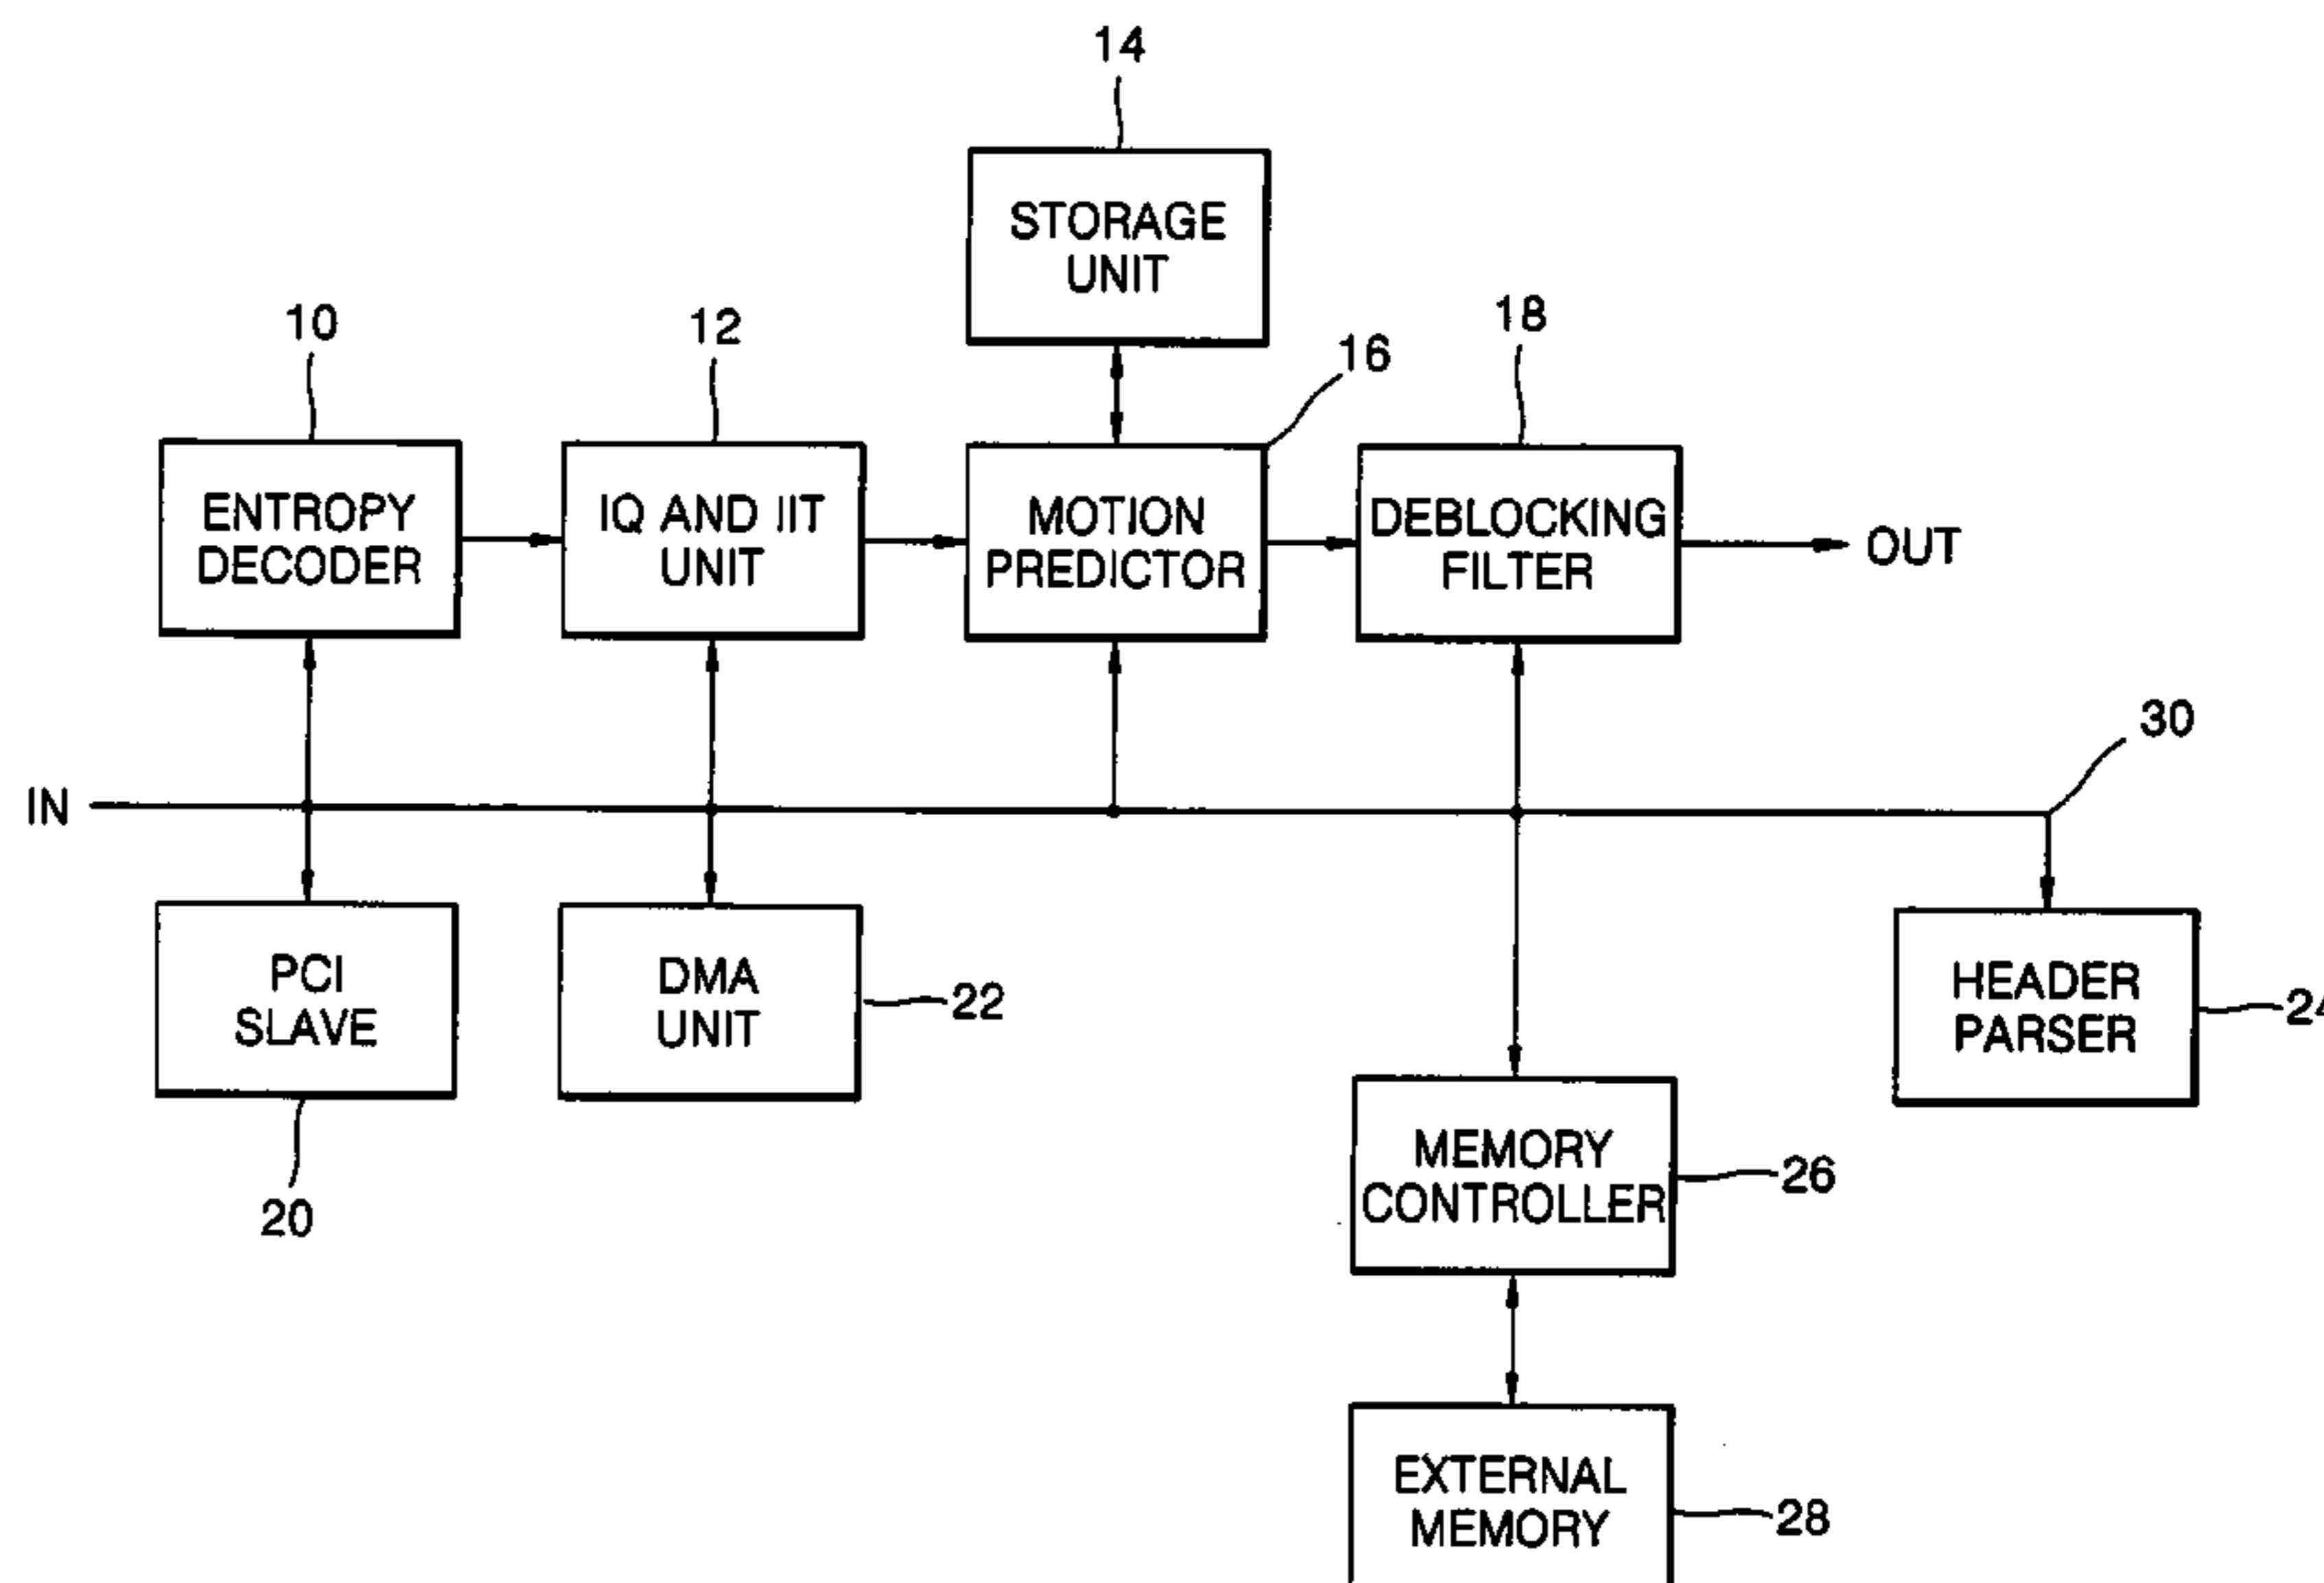 14
STORAGE
UNIT
10
12
16
18
ENTROPY
DECODER
IQ AND IIT
UNIT
MOTION
PREDICTOR
DEBLOCKING
FILTER
OUT
30
IN
PCI
SLAVE
DMA
UNIT
22
HEADER
PARSER
24
20
MEMORY
CONTROLLER
26
EXTERNAL
MEMORY
28